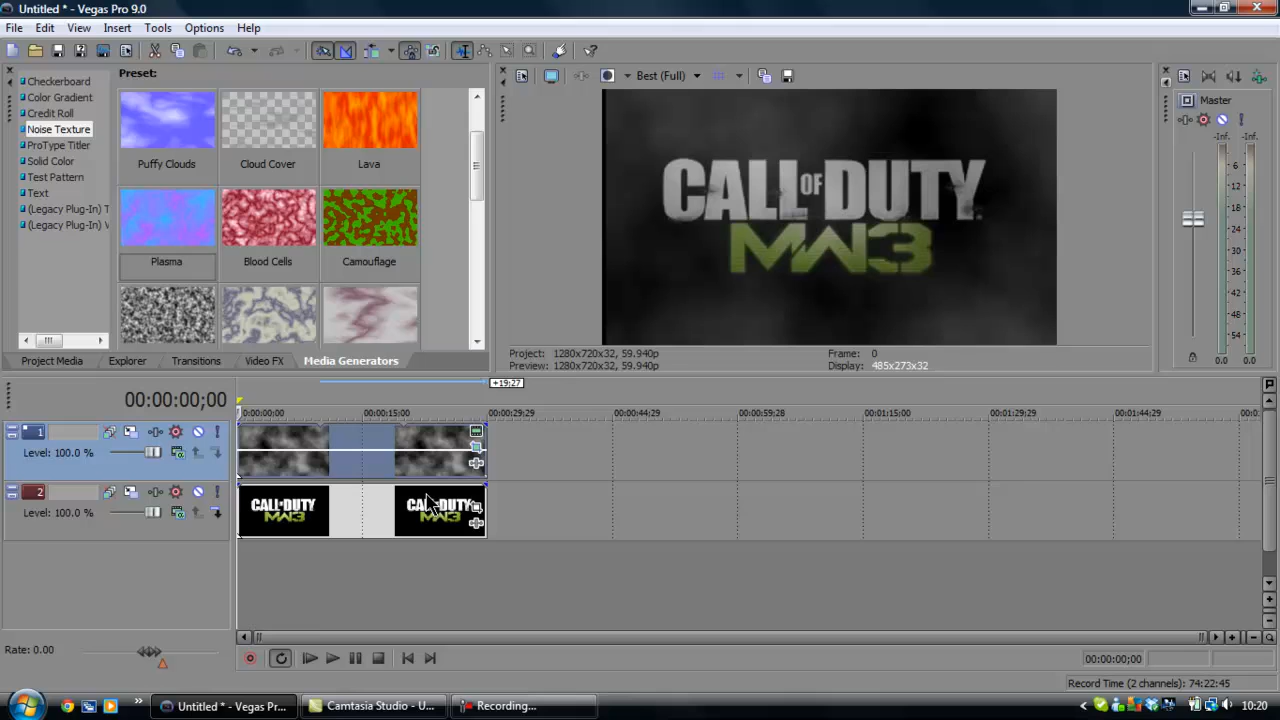 Untitled * - Vegas Pro 9.0
File Edit View Insert Tools Options Help
Checkerboard
Color Gradient
Credit Roll
Noise Texture
ProType Titler
Solid Color
Test Pattern
Text
(Legacy Plug-In) T
(Legacy Plug-In)
Preset:
Puffy Clouds Cloud Cover Lava
Plasma Blood Cells Camouflage
Project Media Explorer Transitions Video FX Media Generators
Best (Full)
CALL OF DUTY
MW3
Project: 1280x720x32, 59.940p
Preview: 1280x720x32, 59.940p
Frame: 0
Display: 485x273x32
Master
-Inf. -Inf.
6
12
18
24
30
36
42
48
54
0.0 0.0
+19;27
00:00:00;00
00:00:00;00 00:00:15;00 00:00:29;29 00:00:44;29 00:00:59;28 00:01:15;00 00:01:29;29 00:01:44;29 00:0
1
Level: 100.0 %
2
Level: 100.0 %
CALL OF DUTY MW3
CALL OF DUTY MW3
Rate: 0.00
00:00:00;00
Record Time (2 channels): 74:22:45
Untitled * - Vegas Pr... Camtasia Studio - U... Recording... 10:20